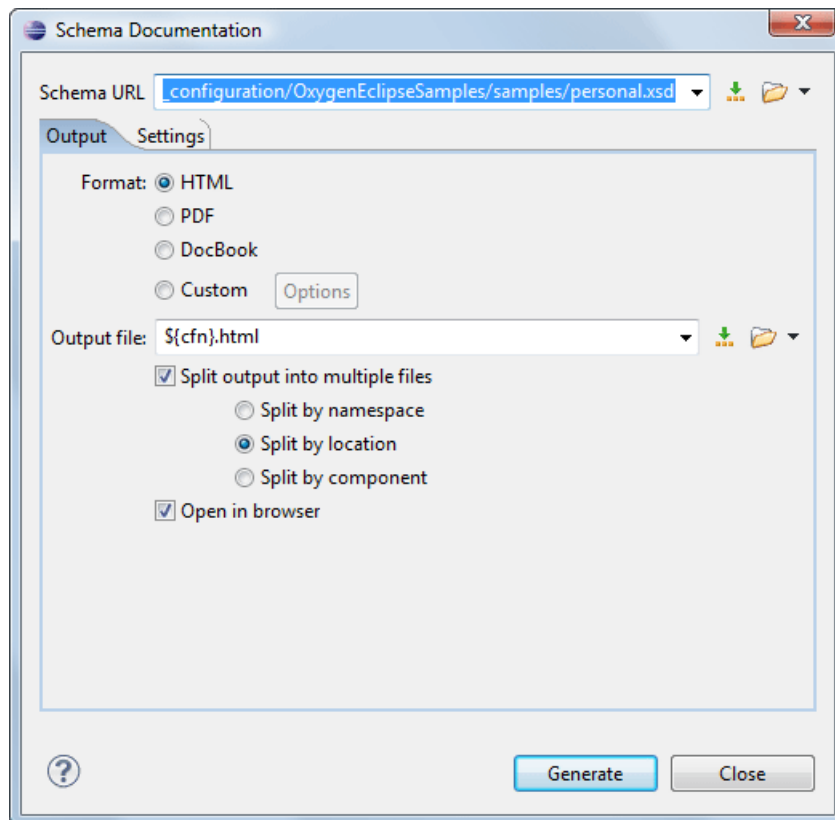 Schema Documentation
Schema URL _configuration/OxygenEclipseSamples/samples/personal.xsd
Output Settings
Format: HTML
PDF
DocBook
Custom Options
Output file: ${cfn}.html
Split output into multiple files
Split by namespace
Split by location
Split by component
Open in browser
? Generate Close